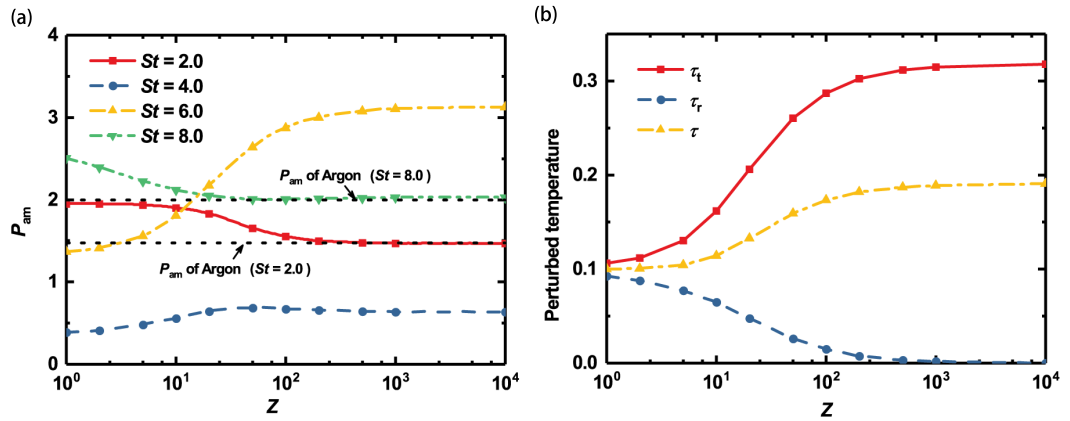 (a)
4
3
2
1
0
P_am
St = 2.0
St = 4.0
St = 6.0
St = 8.0
P_am of Argon (St = 8.0 )
P_am of Argon (St = 2.0 )
10^0 10^1 10^2 10^3 10^4
Z
(b)
0.3
0.2
0.1
0.0
Perturbed temperature
τ_t
τ_r
τ
10^0 10^1 10^2 10^3 10^4
Z